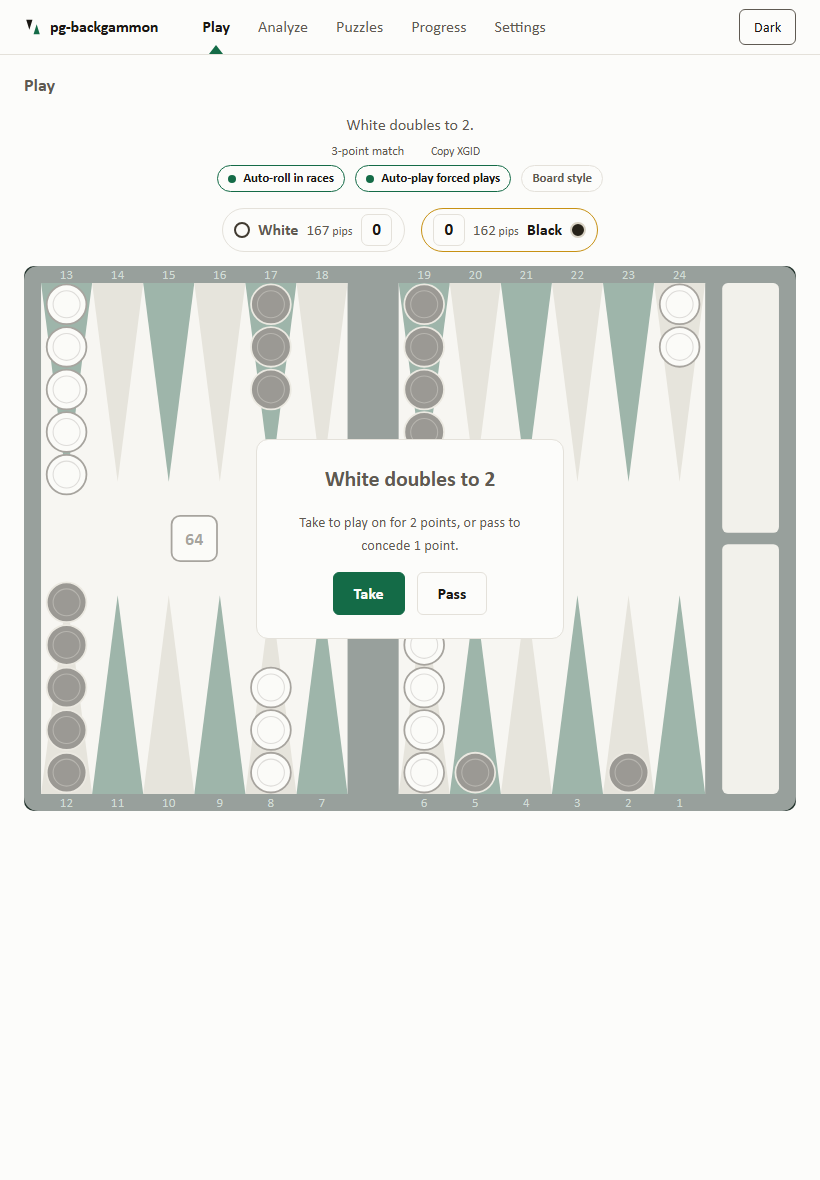 pg-backgammon Play Analyze Puzzles Progress Settings Dark
Play
White doubles to 2.
3-point match Copy XGID
Auto-roll in races Auto-play forced plays Board style
White 167 pips 0 0 162 pips Black
13 14 15 16 17 18 19 20 21 22 23 24
White doubles to 2
Take to play on for 2 points, or pass to
concede 1 point.
64
Take Pass
12 11 10 9 8 7 6 5 4 3 2 1